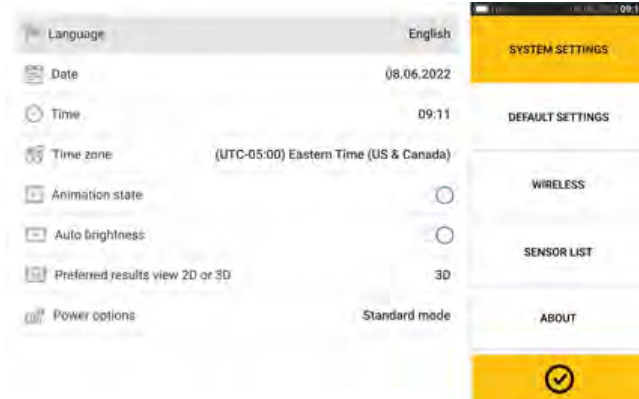 09:1
Language English
Date 08.06.2022
Time 09:11
Time zone (UTC-05:00) Eastern Time (US & Canada)
Animation state
Auto brightness
Preferred results view 2D or 3D 3D
Power options Standard mode
SYSTEM SETTINGS
DEFAULT SETTINGS
WIRELESS
SENSOR LIST
ABOUT